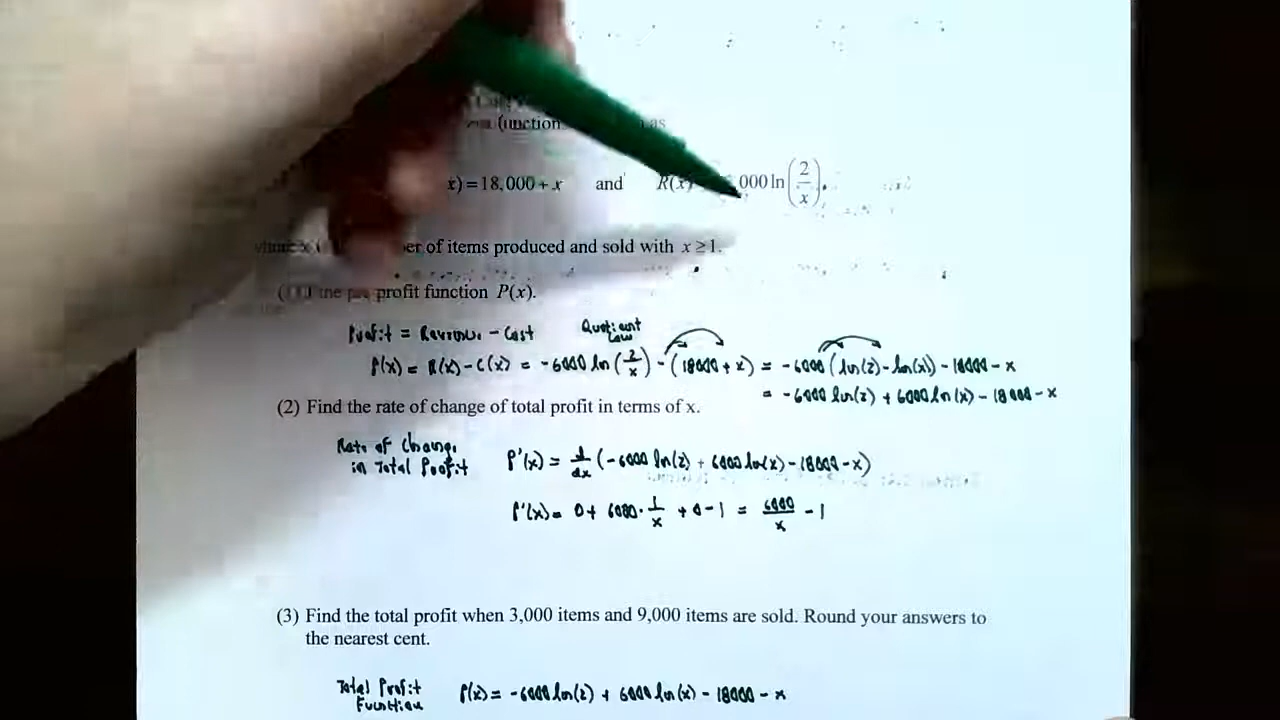 function as
x) = 18,000 + x and R(x) 000 ln(2/x),
er of items produced and sold with x ≥ 1.
the profit function P(x).
Profit = Revenue - Cost Quotient Law
P(x) = R(x) - C(x) = -6000 ln(2/x) - (18000 + x) = -6000 (ln(2) - ln(x)) - 18000 - x
= -6000 ln(2) + 6000 ln(x) - 18000 - x
(2) Find the rate of change of total profit in terms of x.
Rate of Change
in Total Profit P'(x) = d/dx (-6000 ln(2) + 6000 ln(x) - 18000 - x)
P'(x) = 0 + 6000 · 1/x + 0 - 1 = 6000/x - 1
(3) Find the total profit when 3,000 items and 9,000 items are sold. Round your answers to
the nearest cent.
Total Profit
Function P(x) = -6000 ln(2) + 6000 ln(x) - 18000 - x